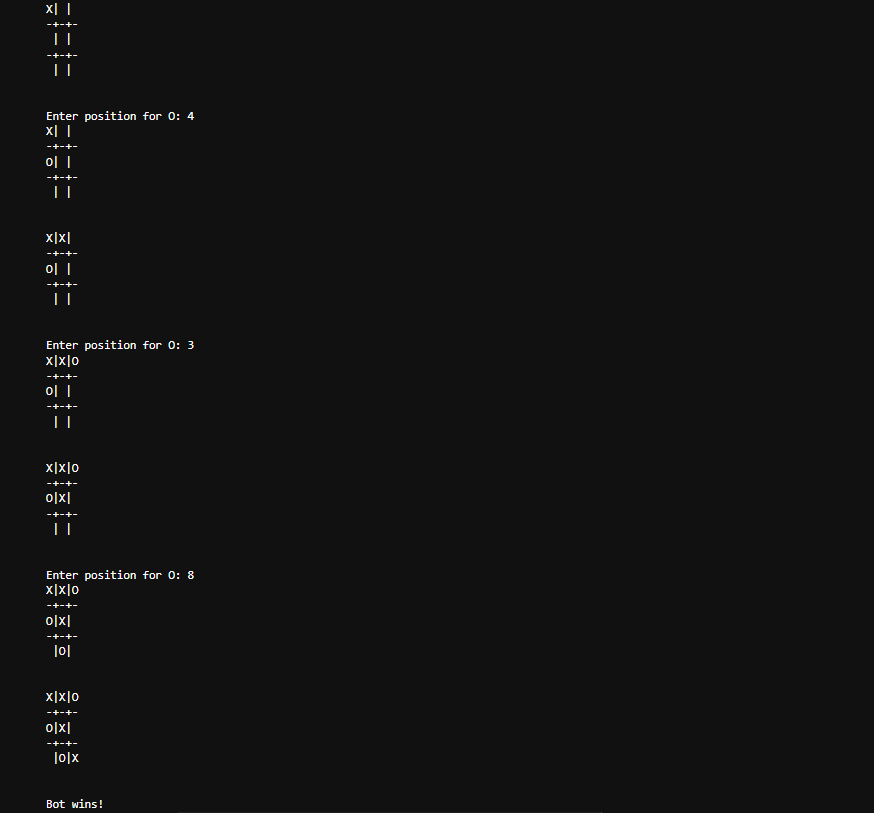 X| |
-+-+-
 | |
-+-+-
 | |
Enter position for O: 4
X| |
-+-+-
O| |
-+-+-
 | |
X|X|
-+-+-
O| |
-+-+-
 | |
Enter position for O: 3
X|X|O
-+-+-
O| |
-+-+-
 | |
X|X|O
-+-+-
O|X|
-+-+-
 | |
Enter position for O: 8
X|X|O
-+-+-
O|X|
-+-+-
 |O|
X|X|O
-+-+-
O|X|
-+-+-
 |O|X
Bot wins!